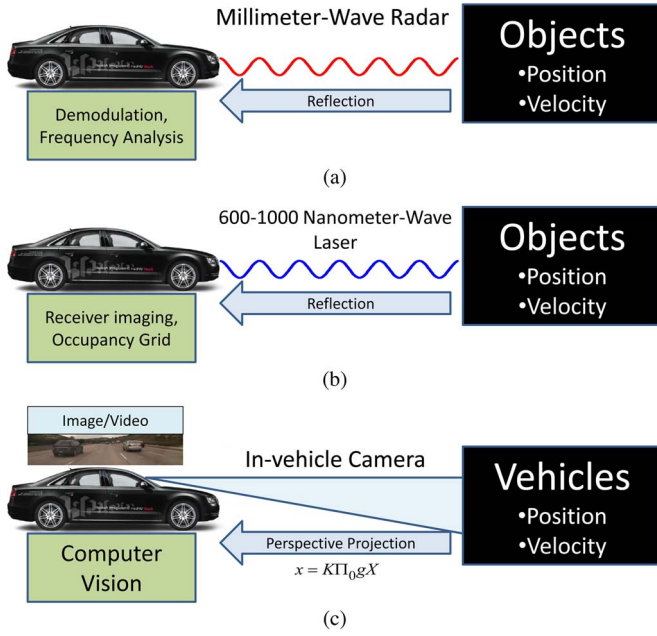 Millimeter-Wave Radar
Reflection
Demodulation,
Frequency Analysis
Objects
•Position
•Velocity
(a)
600-1000 Nanometer-Wave
Laser
Reflection
Receiver imaging,
Occupancy Grid
Objects
•Position
•Velocity
(b)
Image/Video
In-vehicle Camera
Perspective Projection
x = KΠ₀gX
Computer
Vision
Vehicles
•Position
•Velocity
(c)